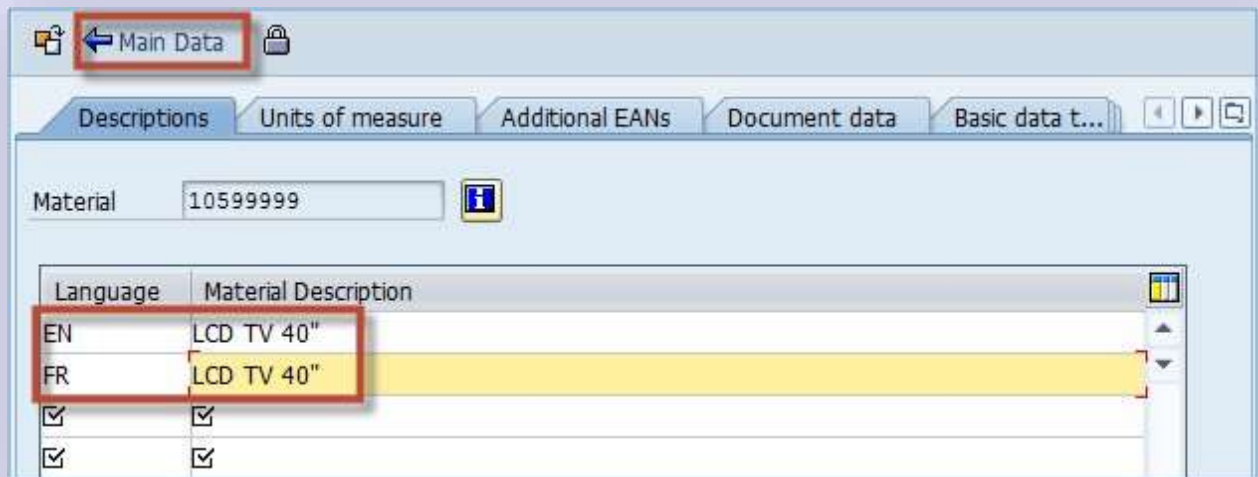 Main Data
Descriptions Units of measure Additional EANs Document data Basic data t...
Material 10599999
Language Material Description
EN LCD TV 40"
FR LCD TV 40"